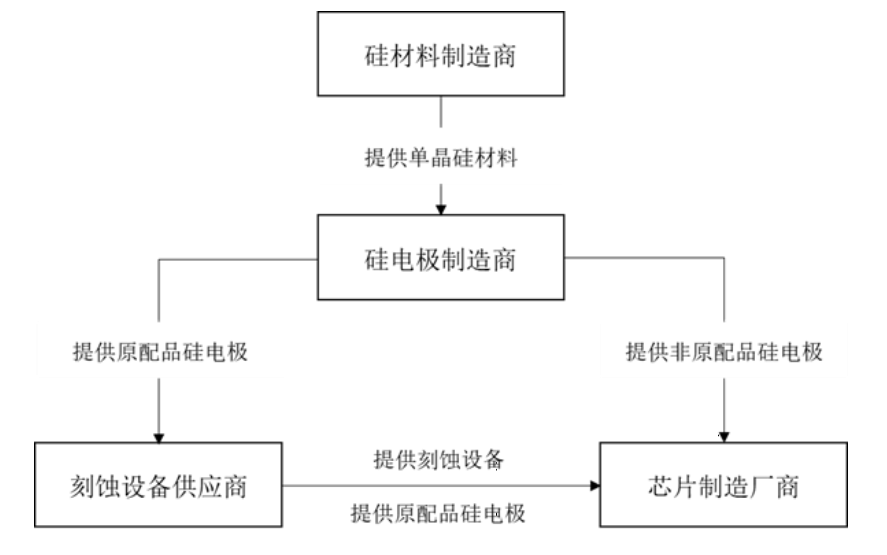 硅材料制造商
提供单晶硅材料
硅电极制造商
提供原配品硅电极
提供非原配品硅电极
刻蚀设备供应商
提供刻蚀设备
提供原配品硅电极
芯片制造厂商